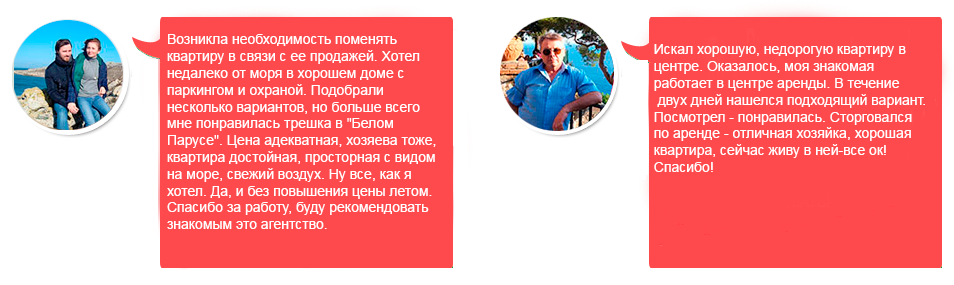 Возникла необходимость поменять
квартиру в связи с ее продажей. Хотел
недалеко от моря в хорошем доме с
паркингом и охраной. Подобрали
несколько вариантов, но больше всего
мне понравилась трешка в "Белом
Парусе". Цена адекватная, хозяева тоже,
квартира достойная, просторная с видом
на море, свежий воздух. Ну все, как я
хотел. Да, и без повышения цены летом.
Спасибо за работу, буду рекомендовать
знакомым это агентство.
Искал хорошую, недорогую квартиру в
центре. Оказалось, моя знакомая
работает в центре аренды. В течение
двух дней нашелся подходящий вариант.
Посмотрел - понравилась. Сторговался
по аренде - отличная хозяйка, хорошая
квартира, сейчас живу в ней-все ок!
Спасибо!